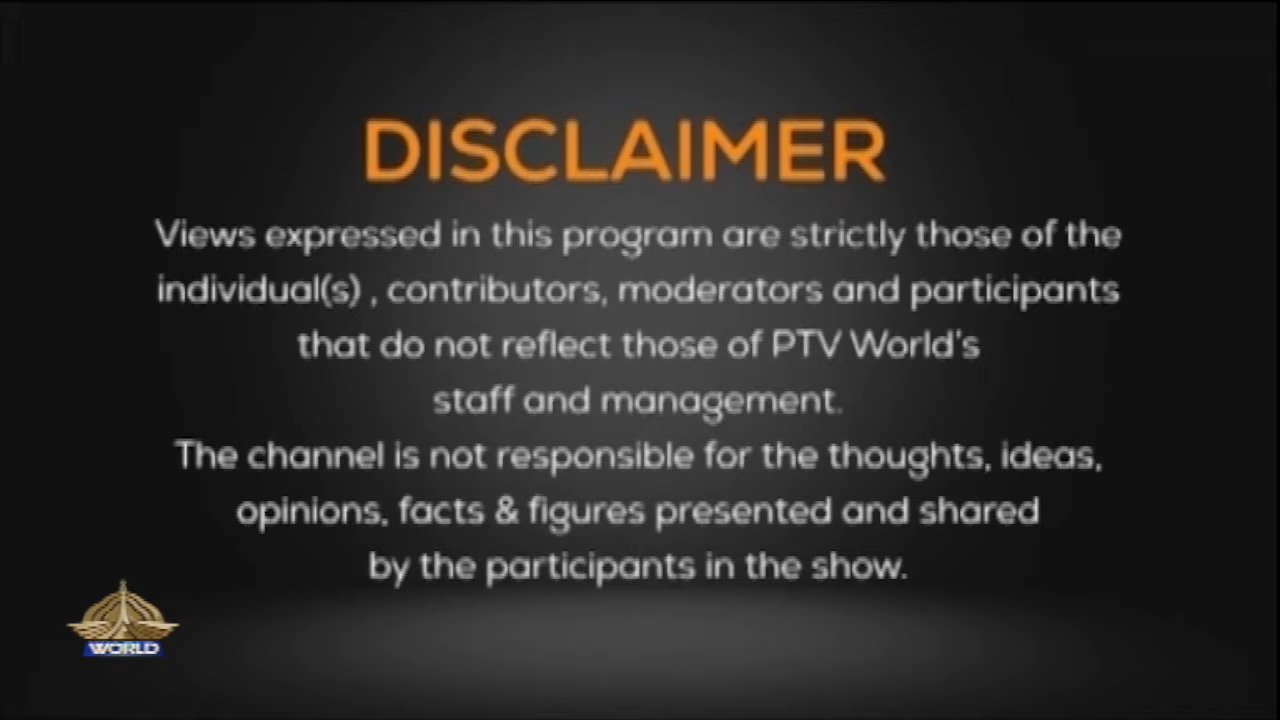 DISCLAIMER
Views expressed in this program are strictly those of the
individual(s) , contributors, moderators and participants
that do not reflect those of PTV World's
staff and management.
The channel is not responsible for the thoughts, ideas,
opinions, facts & figures presented and shared
by the participants in the show.
WORLD